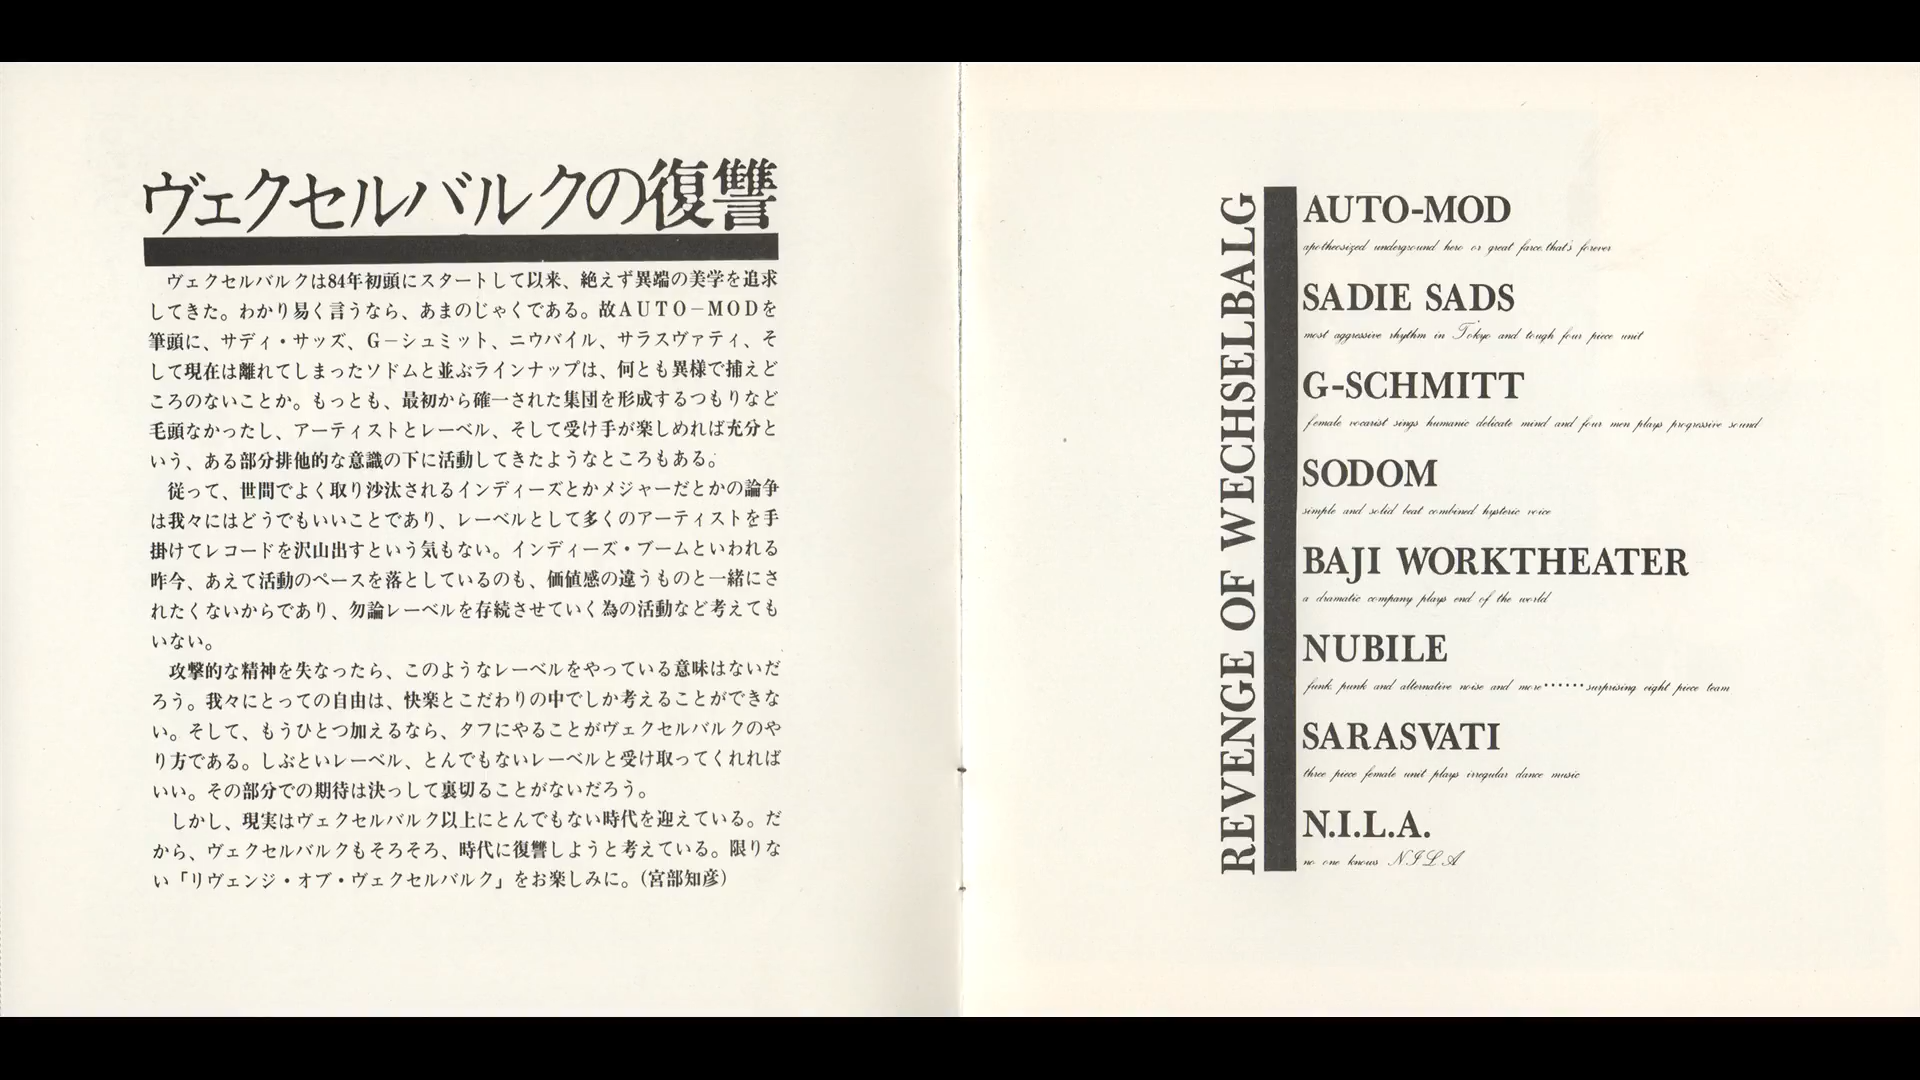 ヴェクセルバルクの復讐
ヴェクセルバルクは84年初頭にスタートして以来、絶えず異端の美学を追求
してきた。わかり易く言うなら、あまのじゃくである。故AUTO−MODを
筆頭に、サディ・サッズ、G−シュミット、ニウバイル、サラスヴァティ、そ
して現在は離れてしまったソドムと並ぶラインナップは、何とも異様で捕えど
ころのないことか。もっとも、最初から確一された集団を形成するつもりなど
毛頭なかったし、アーティストとレーベル、そして受け手が楽しめれば充分と
いう、ある部分排他的な意識の下に活動してきたようなところもある。
従って、世間でよく取り沙汰されるインディーズとかメジャーだとかの論争
は我々にはどうでもいいことであり、レーベルとして多くのアーティストを手
掛けてレコードを沢山出すという気もない。インディーズ・ブームといわれる
昨今、あえて活動のペースを落としているのも、価値感の違うものと一緒にさ
れたくないからであり、勿論レーベルを存続させていく為の活動など考えても
いない。
攻撃的な精神を失なったら、このようなレーベルをやっている意味はないだ
ろう。我々にとっての自由は、快楽とこだわりの中でしか考えることができな
い。そして、もうひとつ加えるなら、タフにやることがヴェクセルバルクのや
り方である。しぶといレーベル、とんでもないレーベルと受け取ってくれれば
いい。その部分での期待は決っして裏切ることがないだろう。
しかし、現実はヴェクセルバルク以上にとんでもない時代を迎えている。だ
から、ヴェクセルバルクもそろそろ、時代に復讐しようと考えている。限りな
い「リヴェンジ・オブ・ヴェクセルバルク」をお楽しみに。(宮部知彦)
REVENGE OF WECHSELBALG
AUTO-MOD
apotheosized underground hero or great farce.that's forever
SADIE SADS
most aggressive rhythm in Tokyo and tough four piece unit
G-SCHMITT
female vocarist sings humanic delicate mind and four men plays progressive sound
SODOM
simple and solid beat combined hysteric voice
BAJI WORKTHEATER
a dramatic company plays end of the world
NUBILE
funk punk and alternative noise and more・・・・・・surprising eight piece team
SARASVATI
three piece female unit plays irregular dance music
N.I.L.A.
no one knows N.I.L.A